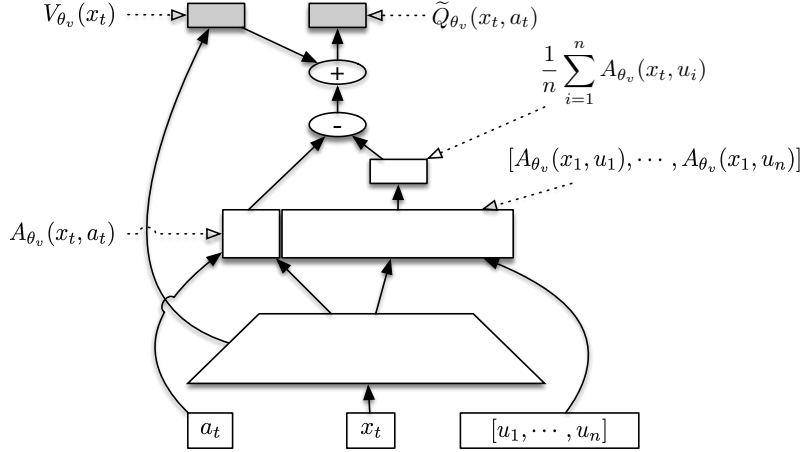 V_{θ_v}(x_t)
\widetilde{Q}_{θ_v}(x_t, a_t)
+
\frac{1}{n} \sum_{i=1}^{n} A_{θ_v}(x_t, u_i)
-
[A_{θ_v}(x_1, u_1), ⋯ , A_{θ_v}(x_1, u_n)]
A_{θ_v}(x_t, a_t)
a_t
x_t
[u_1, ⋯ , u_n]